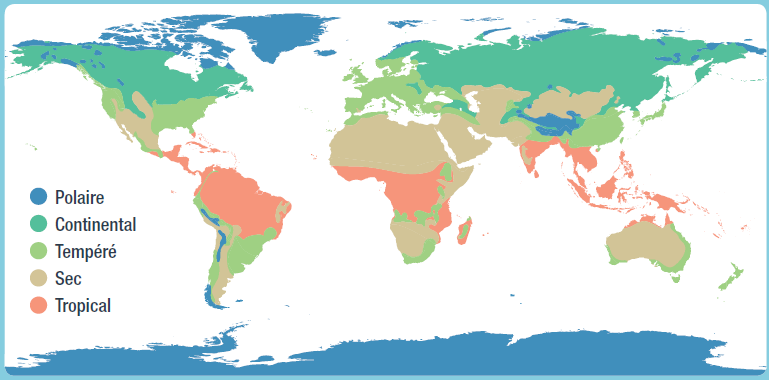 Polaire
Continental
Tempéré
Sec
Tropical